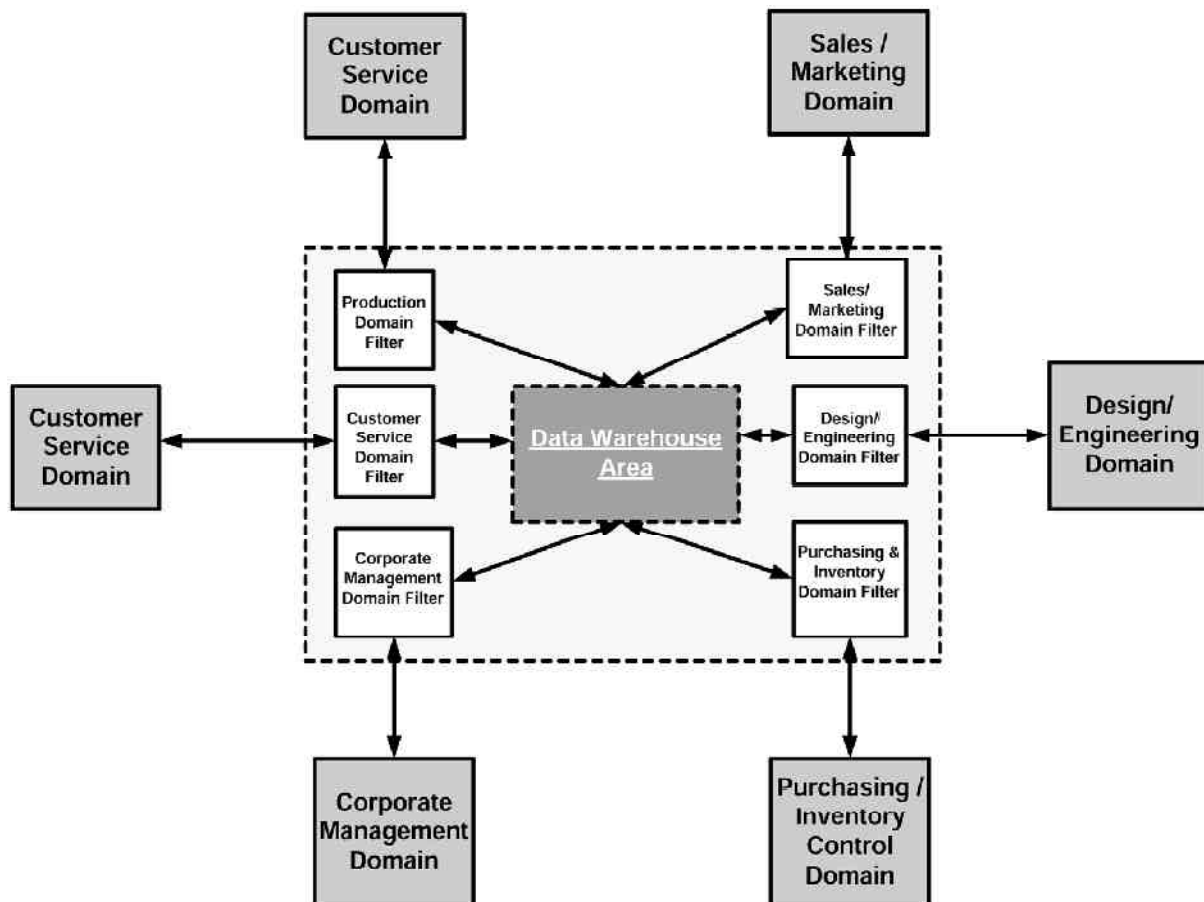 Customer
Service
Domain
Sales /
Marketing
Domain
Production
Domain
Filter
Sales/
Marketing
Domain Filter
Customer
Service
Domain
Customer
Service
Domain
Filter
Data Warehouse
Area
Design/
Engineering
Domain Filter
Design/
Engineering
Domain
Corporate
Management
Domain Filter
Purchasing &
Inventory
Domain Filter
Corporate
Management
Domain
Purchasing /
Inventory
Control
Domain